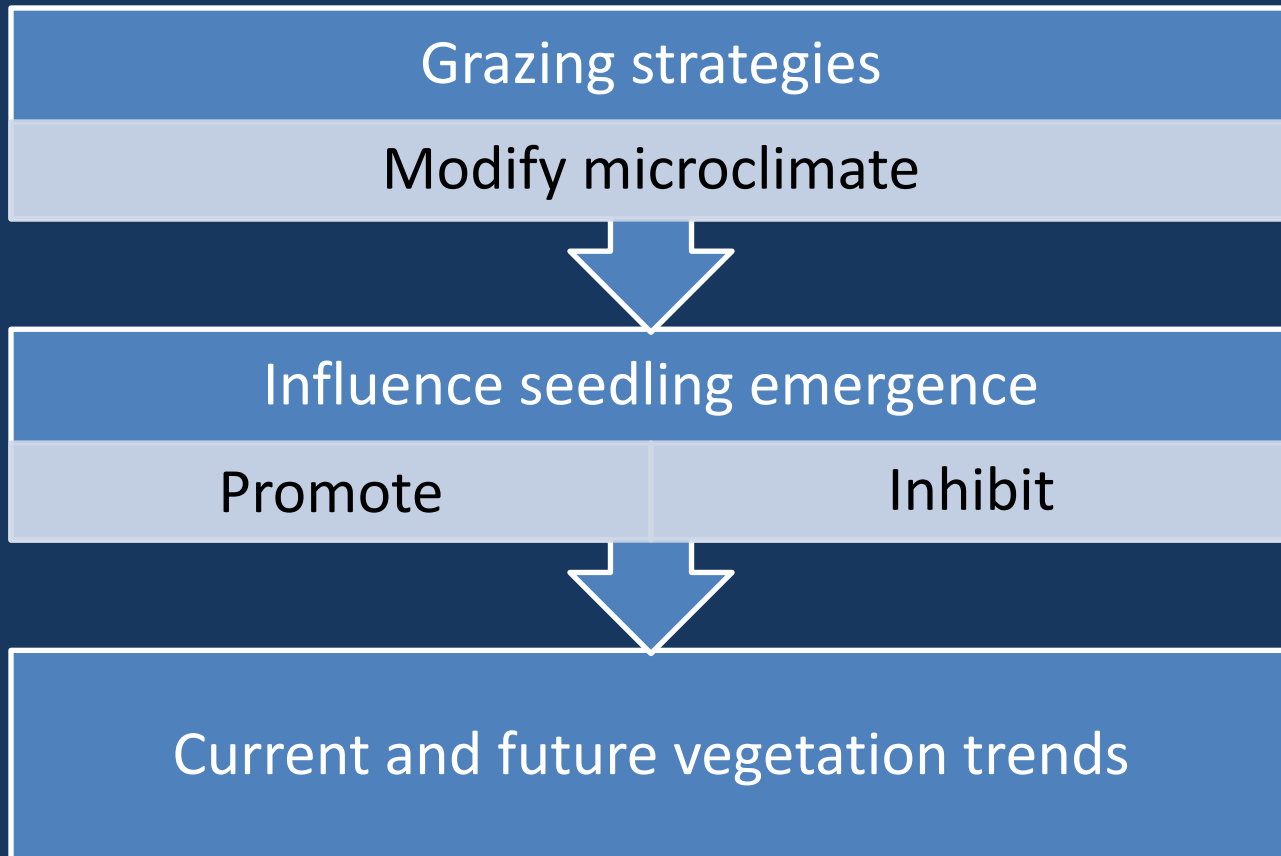 Grazing strategies
Modify microclimate
Influence seedling emergence
Promote
Inhibit
Current and future vegetation trends